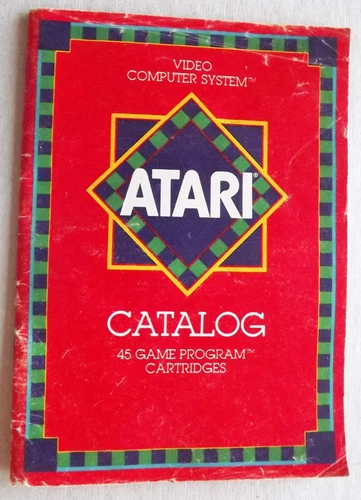 VIDEO
COMPUTER SYSTEM™
ATARI®
CATALOG
45 GAME PROGRAM™
CARTRIDGES